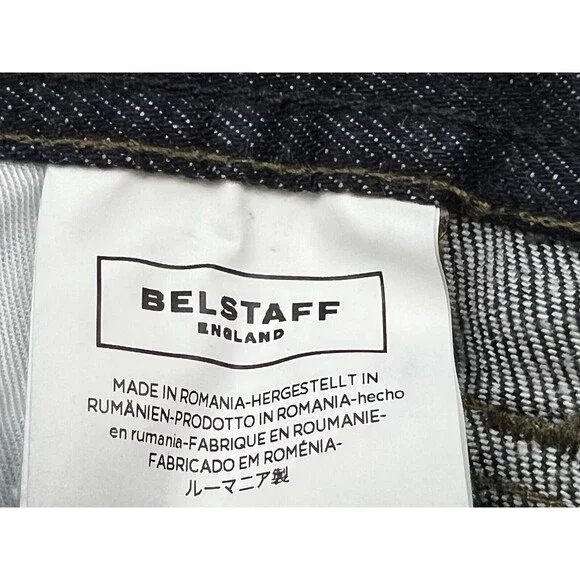 BELSTAFF
ENGLAND
MADE IN ROMANIA-HERGESTELLT IN
RUMÄNIEN-PRODOTTO IN ROMANIA-hecho
en rumania-FABRIQUE EN ROUMANIE-
FABRICADO EM ROMÉNIA-
ルーマニア製